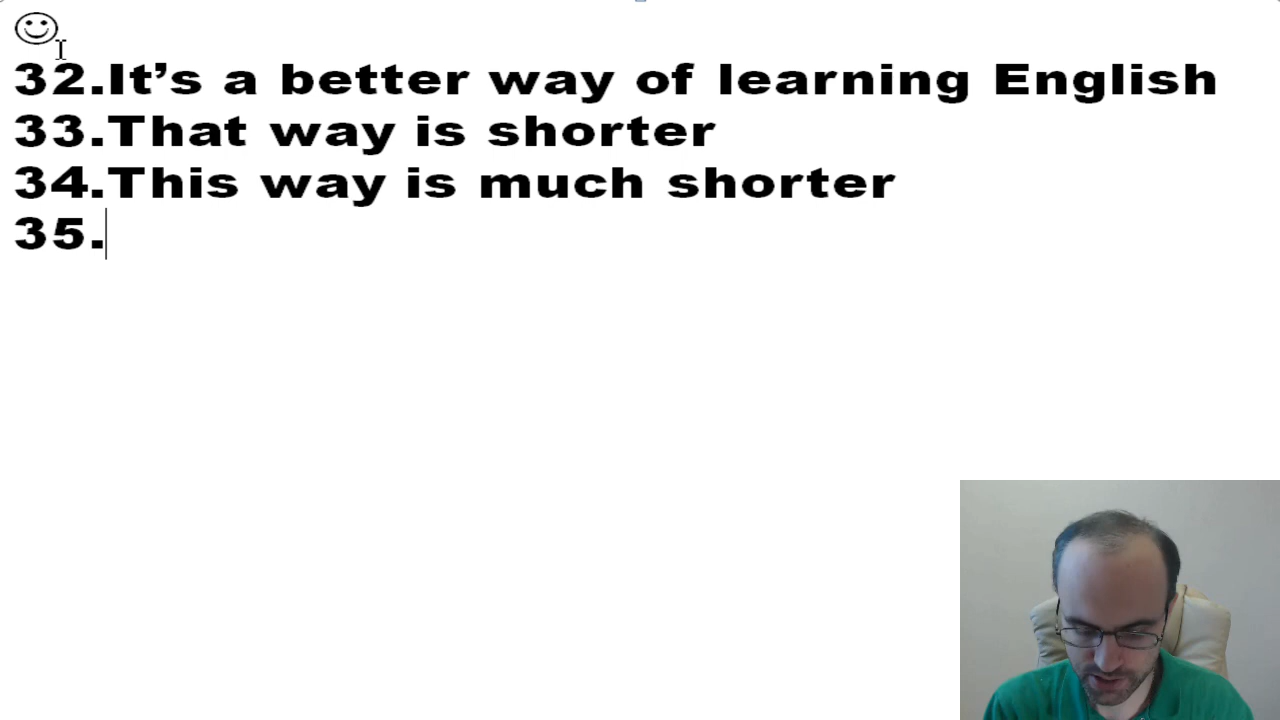 32.It’s a better way of learning English
33.That way is shorter
34.This way is much shorter
35.